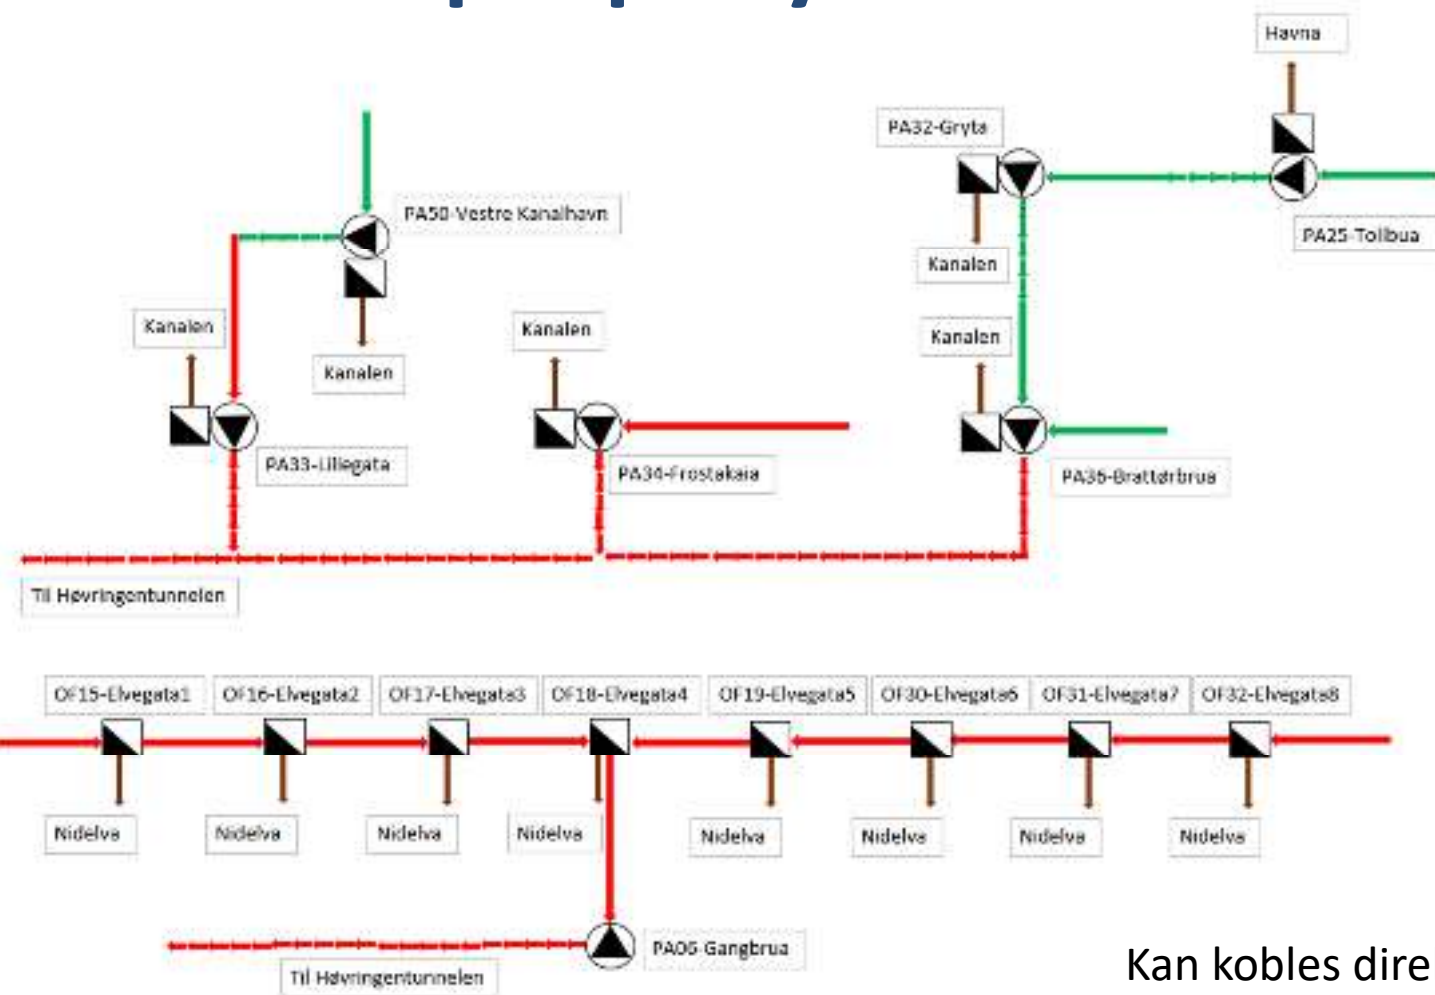 Havna
PA32-Gryta
PA50-Vestre Kanalhavn
PA25-Tollbua
Kanalen
Kanalen
Kanalen
Kanalen
Kanalen
PA33-Lillegata
PA34-Frostakaia
PA36-Brattørbrua
Til Høvringentunnelen
OF15-Elvegata1
OF16-Elvegata2
OF17-Elvegata3
OF18-Elvegata4
OF19-Elvegata5
OF30-Elvegata6
OF31-Elvegata7
OF32-Elvegata8
Nidelva
Nidelva
Nidelva
Nidelva
Nidelva
Nidelva
Nidelva
Nidelva
PA06-Gangbrua
Til Høvringentunnelen
Kan kobles dire